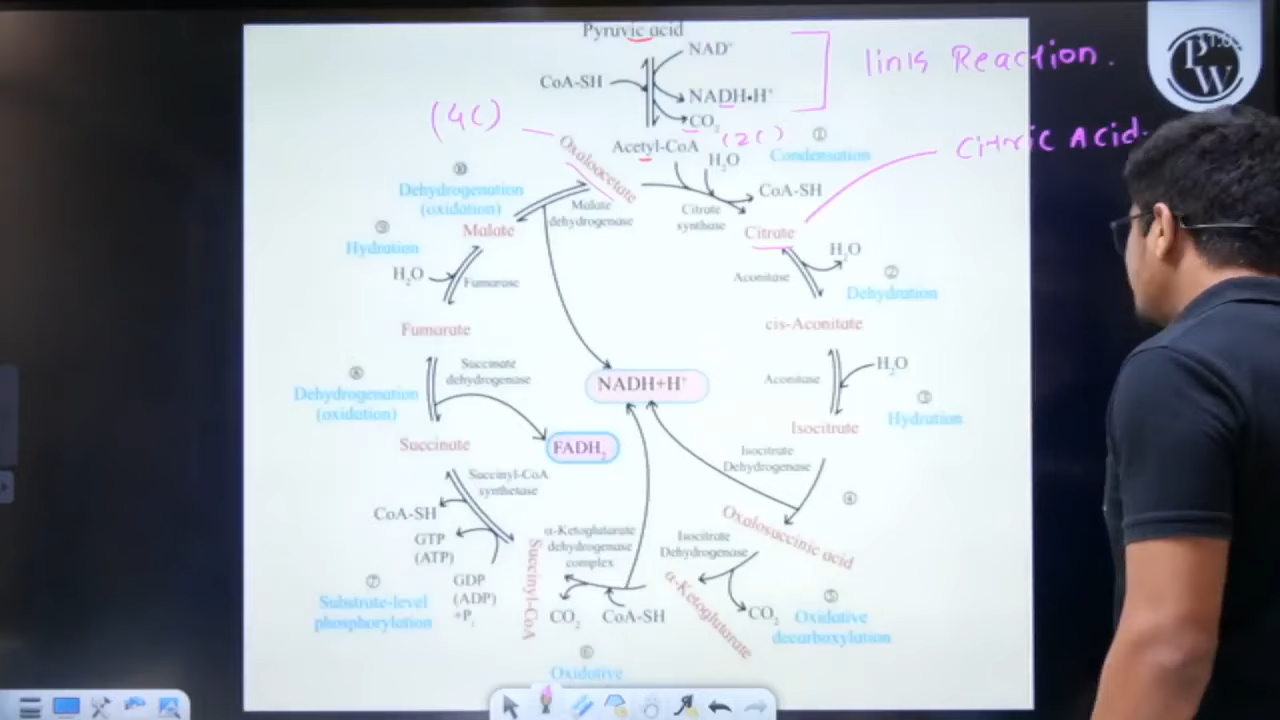 Pyruvic acid
NAD⁺
CoA-SH
NADH•H⁺
CO₂
links Reaction.
PW
(4C)
Oxaloacetate
Acetyl-CoA
(2C)
H₂O
①
Condensation
Citric Acid.
CoA-SH
Citrate
synthase
Citrate
⑩
Dehydrogenation
(oxidation)
Malate
dehydrogenase
Malate
⑨
Hydration
H₂O
Fumarase
H₂O
Aconitase
②
Dehydration
Fumarate
cis-Aconitate
Succinate
dehydrogenase
⑧
Dehydrogenation
(oxidation)
NADH+H⁺
Aconitase
H₂O
③
Hydration
Isocitrate
Succinate
FADH₂
Isocitrate
Dehydrogenase
Succinyl-CoA
synthetase
④
CoA-SH
GTP
(ATP)
GDP
(ADP)
+Pᵢ
⑦
Substrate-level
phosphorylation
Succinyl-CoA
α-Ketoglutarate
dehydrogenase
complex
CO₂
CoA-SH
Isocitrate
Dehydrogenase
Oxalosuccinic acid
α-Ketoglutarate
CO₂
⑤
Oxidative
decarboxylation
⑥
Oxidative